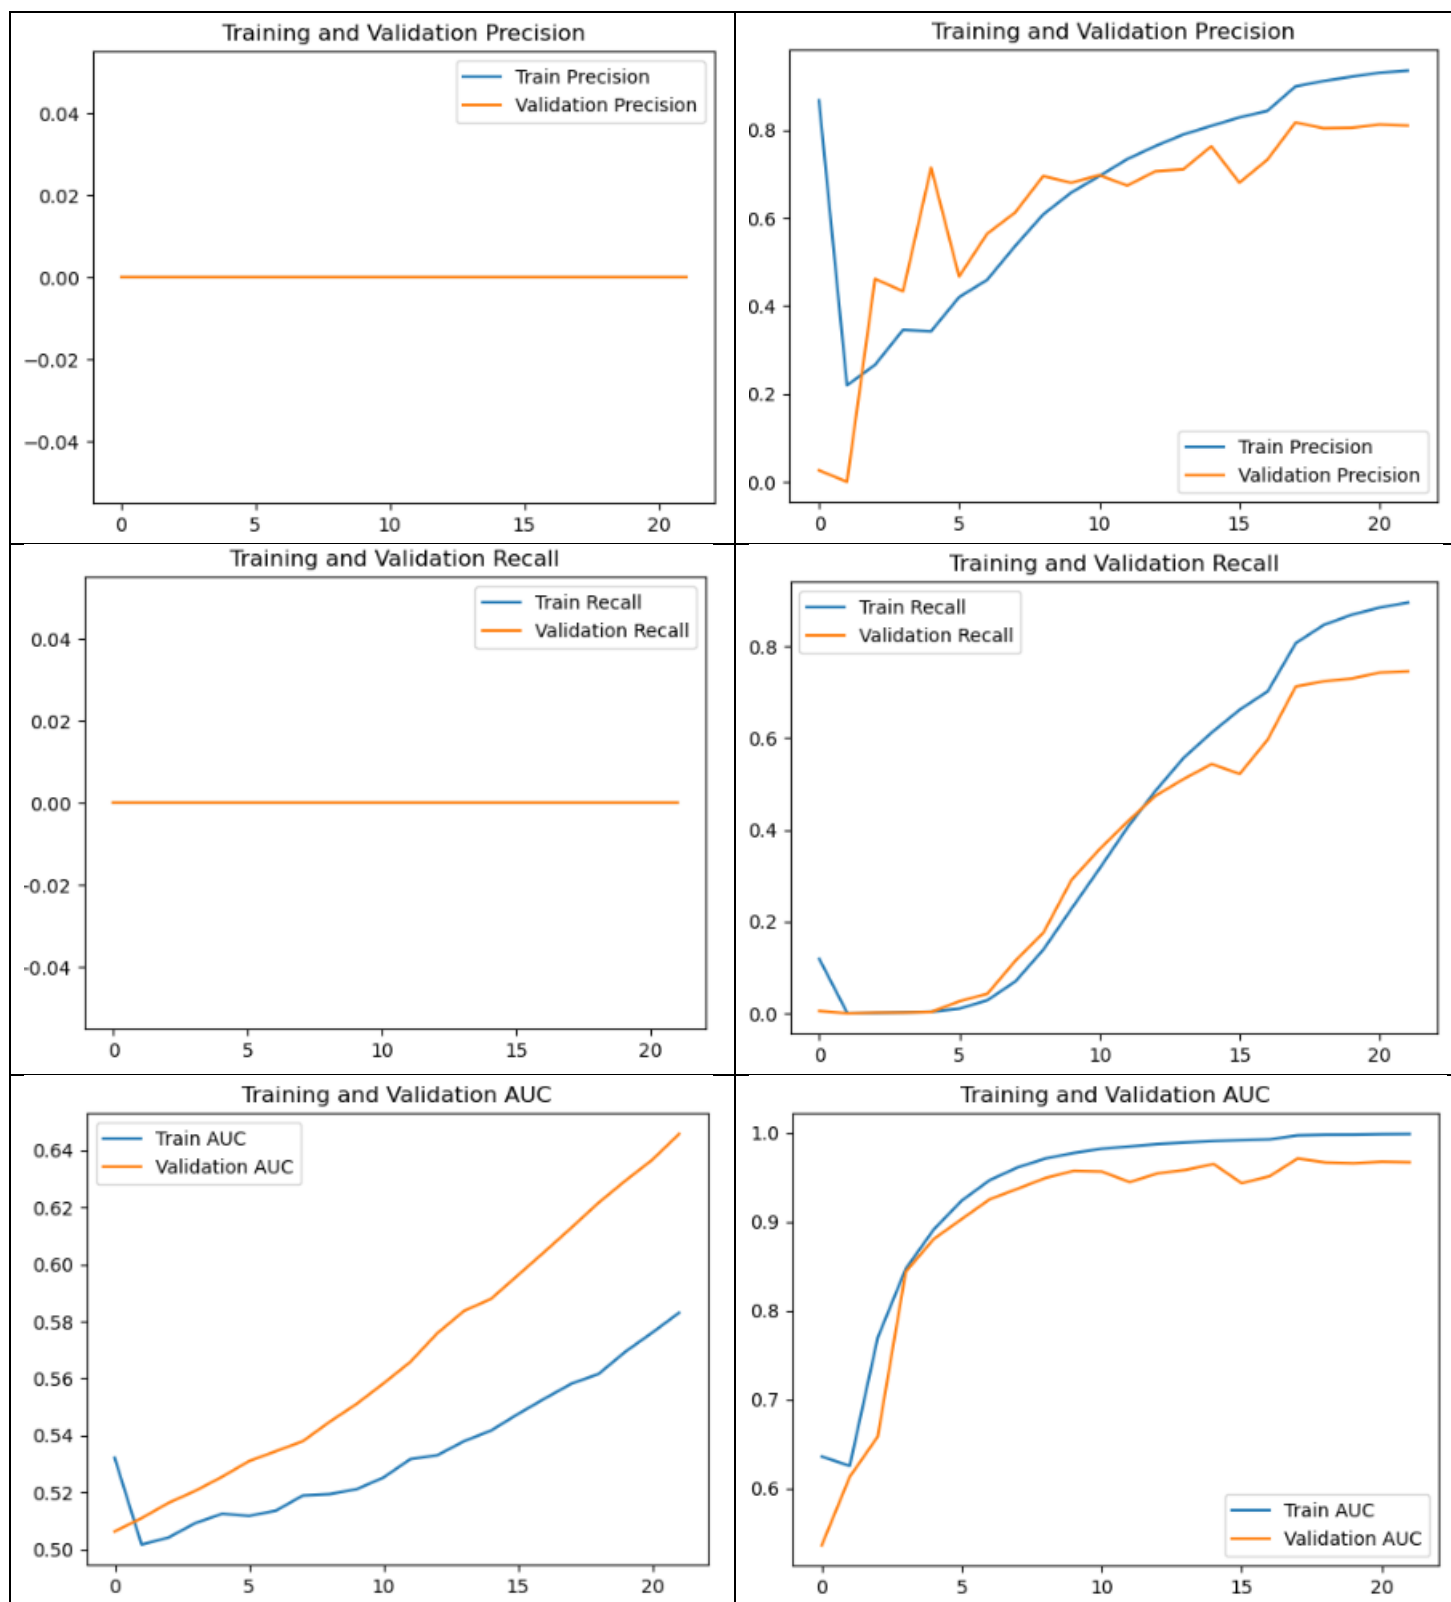 Training and Validation Precision
Train Precision
Validation Precision
0.04
0.02
0.00
−0.02
−0.04
0 5 10 15 20
Training and Validation Precision
0.8
0.6
0.4
0.2
0.0
Train Precision
Validation Precision
0 5 10 15 20
Training and Validation Recall
Train Recall
Validation Recall
0.04
0.02
0.00
-0.02
-0.04
0 5 10 15 20
Training and Validation Recall
Train Recall
Validation Recall
0.8
0.6
0.4
0.2
0.0
0 5 10 15 20
Training and Validation AUC
Train AUC
Validation AUC
0.64
0.62
0.60
0.58
0.56
0.54
0.52
0.50
0 5 10 15 20
Training and Validation AUC
1.0
0.9
0.8
0.7
0.6
Train AUC
Validation AUC
0 5 10 15 20